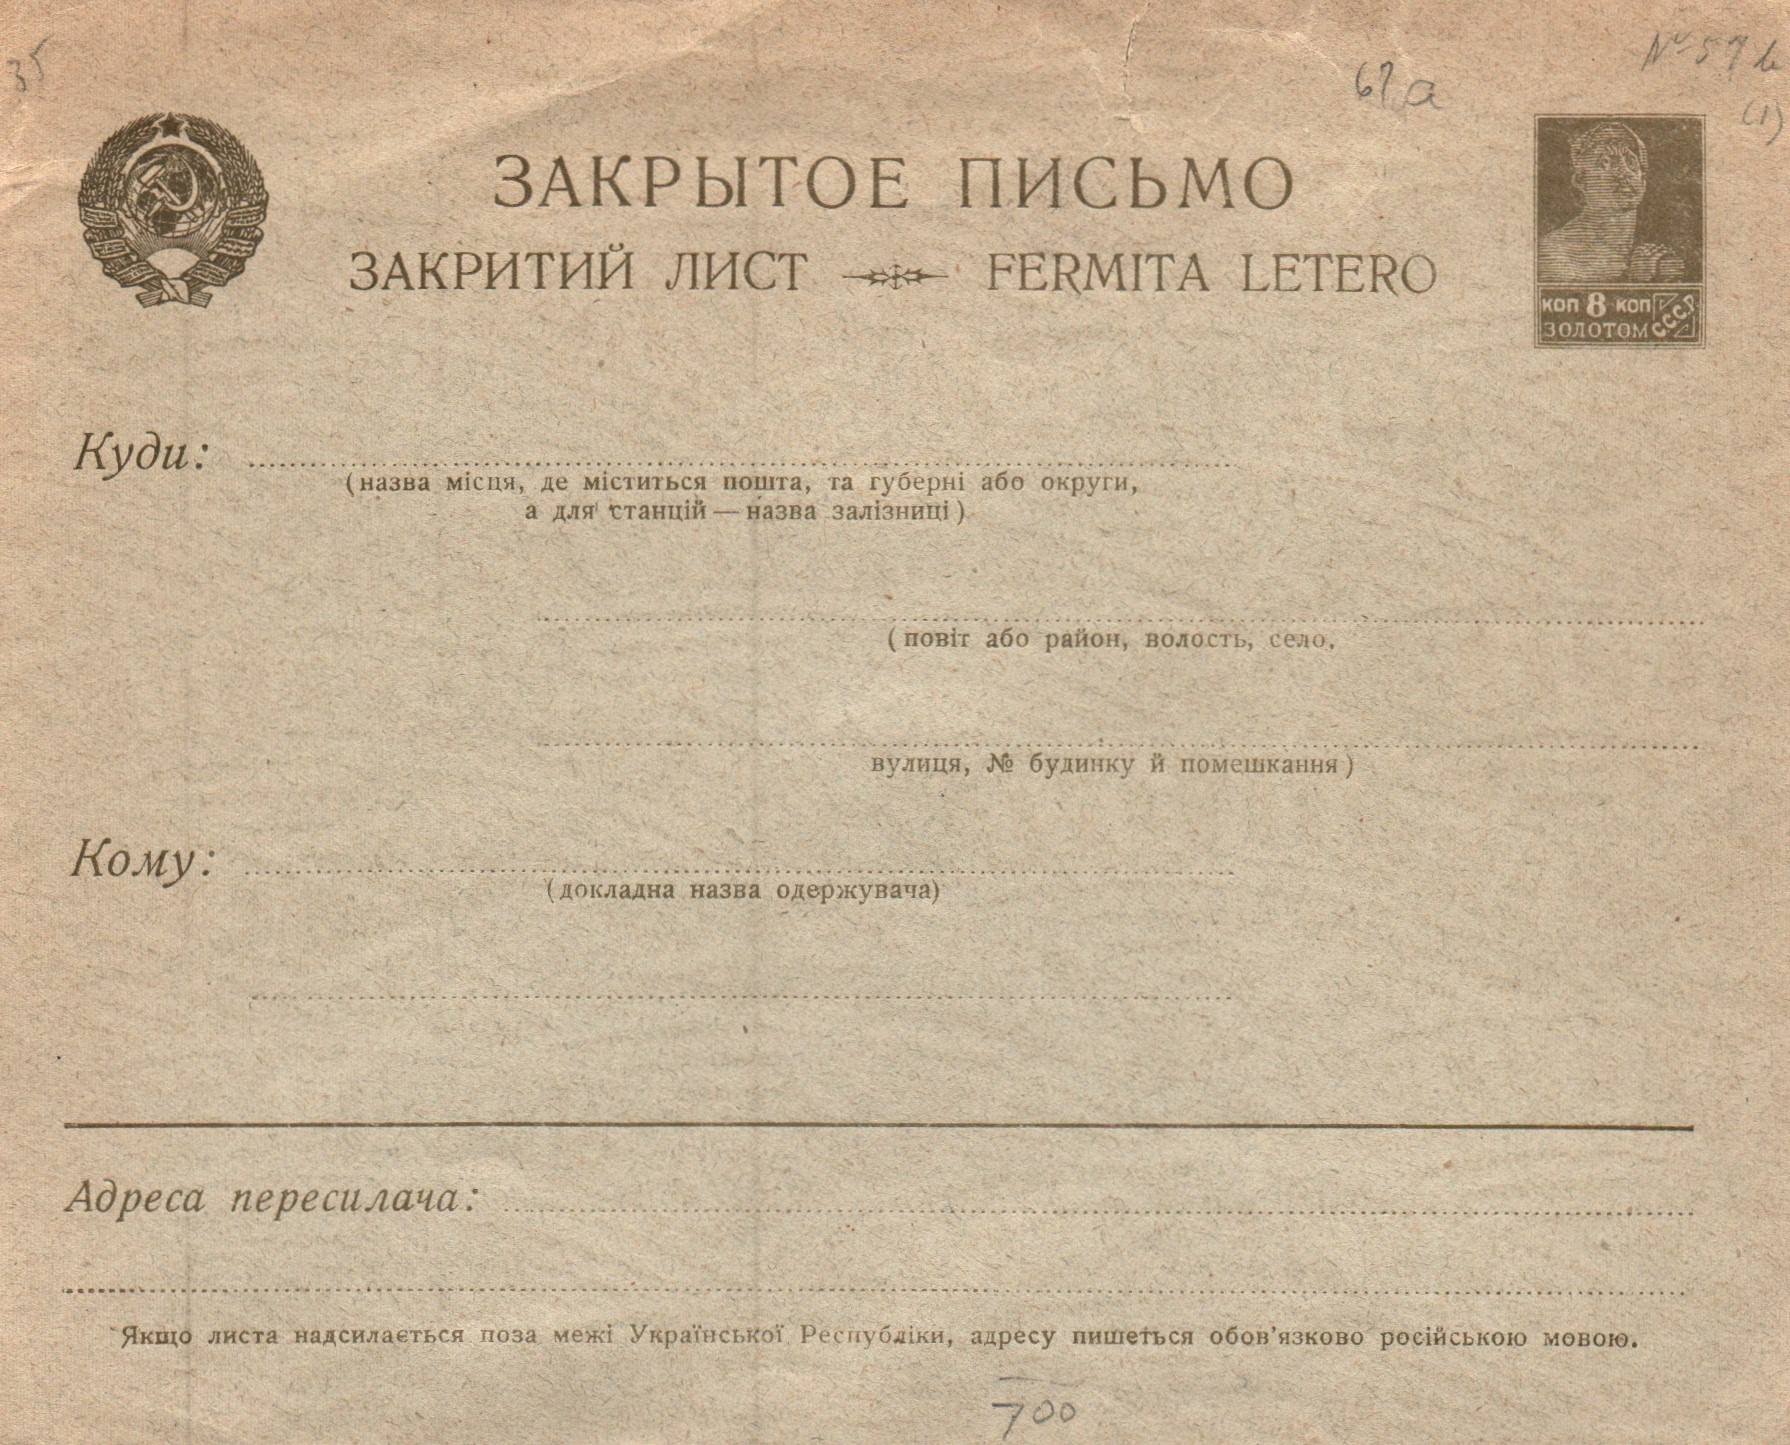 35
67a
№ 57 b
(1)
ЗАКРЫТОЕ ПИСЬМО
ЗАКРИТИЙ ЛИСТ FERMITA LETERO
КОП 8 КОП
ЗОЛОТОМ СССР
Куди:
(назва місця, де міститься пошта, та губерні або округи,
а для станцій — назва залізниці)
(повіт або район, волость, село,
вулиця, № будинку й помешкання)
Кому:
(докладна назва одержувача)
Адреса пересилача:
Якщо листа надсилається поза межі Української Республіки, адресу пишеться обов'язково російською мовою.
700